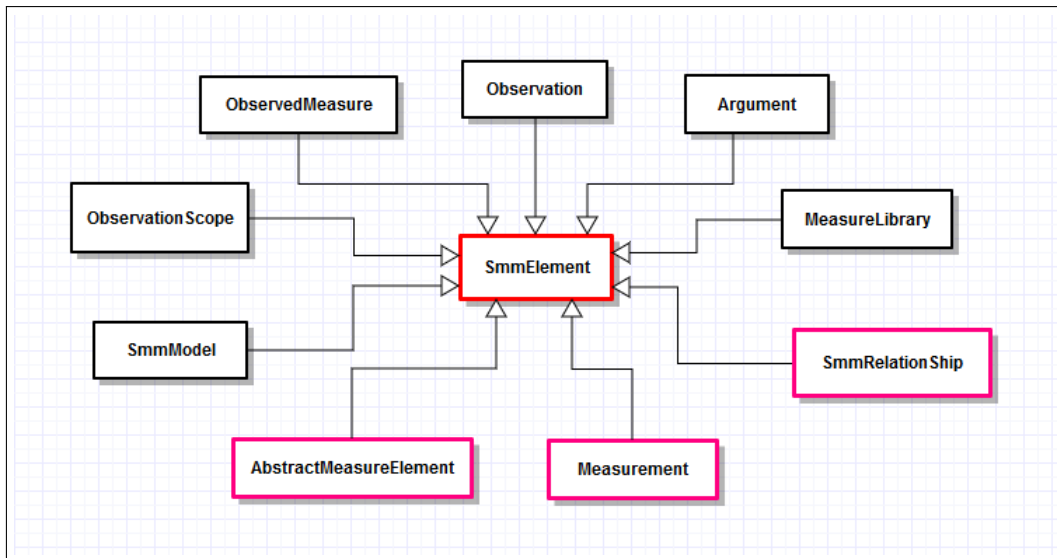 Observation
ObservedMeasure
Argument
ObservationScope
MeasureLibrary
SmmElement
SmmModel
SmmRelationShip
AbstractMeasureElement
Measurement